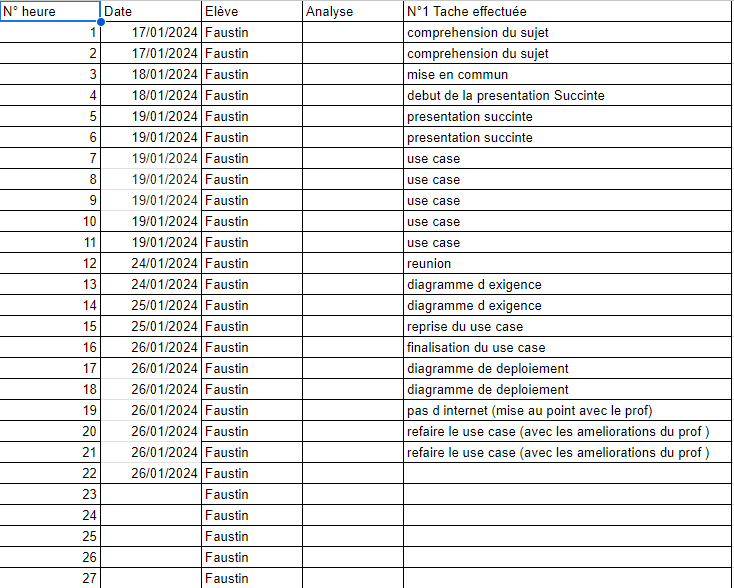 N° heure Date Elève Analyse N°1 Tache effectuée
1 17/01/2024 Faustin comprehension du sujet
2 17/01/2024 Faustin comprehension du sujet
3 18/01/2024 Faustin mise en commun
4 18/01/2024 Faustin debut de la presentation Succinte
5 19/01/2024 Faustin presentation succinte
6 19/01/2024 Faustin presentation succinte
7 19/01/2024 Faustin use case
8 19/01/2024 Faustin use case
9 19/01/2024 Faustin use case
10 19/01/2024 Faustin use case
11 19/01/2024 Faustin use case
12 24/01/2024 Faustin reunion
13 24/01/2024 Faustin diagramme d exigence
14 25/01/2024 Faustin diagramme d exigence
15 25/01/2024 Faustin reprise du use case
16 26/01/2024 Faustin finalisation du use case
17 26/01/2024 Faustin diagramme de deploiement
18 26/01/2024 Faustin diagramme de deploiement
19 26/01/2024 Faustin pas d internet (mise au point avec le prof)
20 26/01/2024 Faustin refaire le use case (avec les ameliorations du prof )
21 26/01/2024 Faustin refaire le use case (avec les ameliorations du prof )
22 26/01/2024 Faustin
23 Faustin
24 Faustin
25 Faustin
26 Faustin
27 Faustin